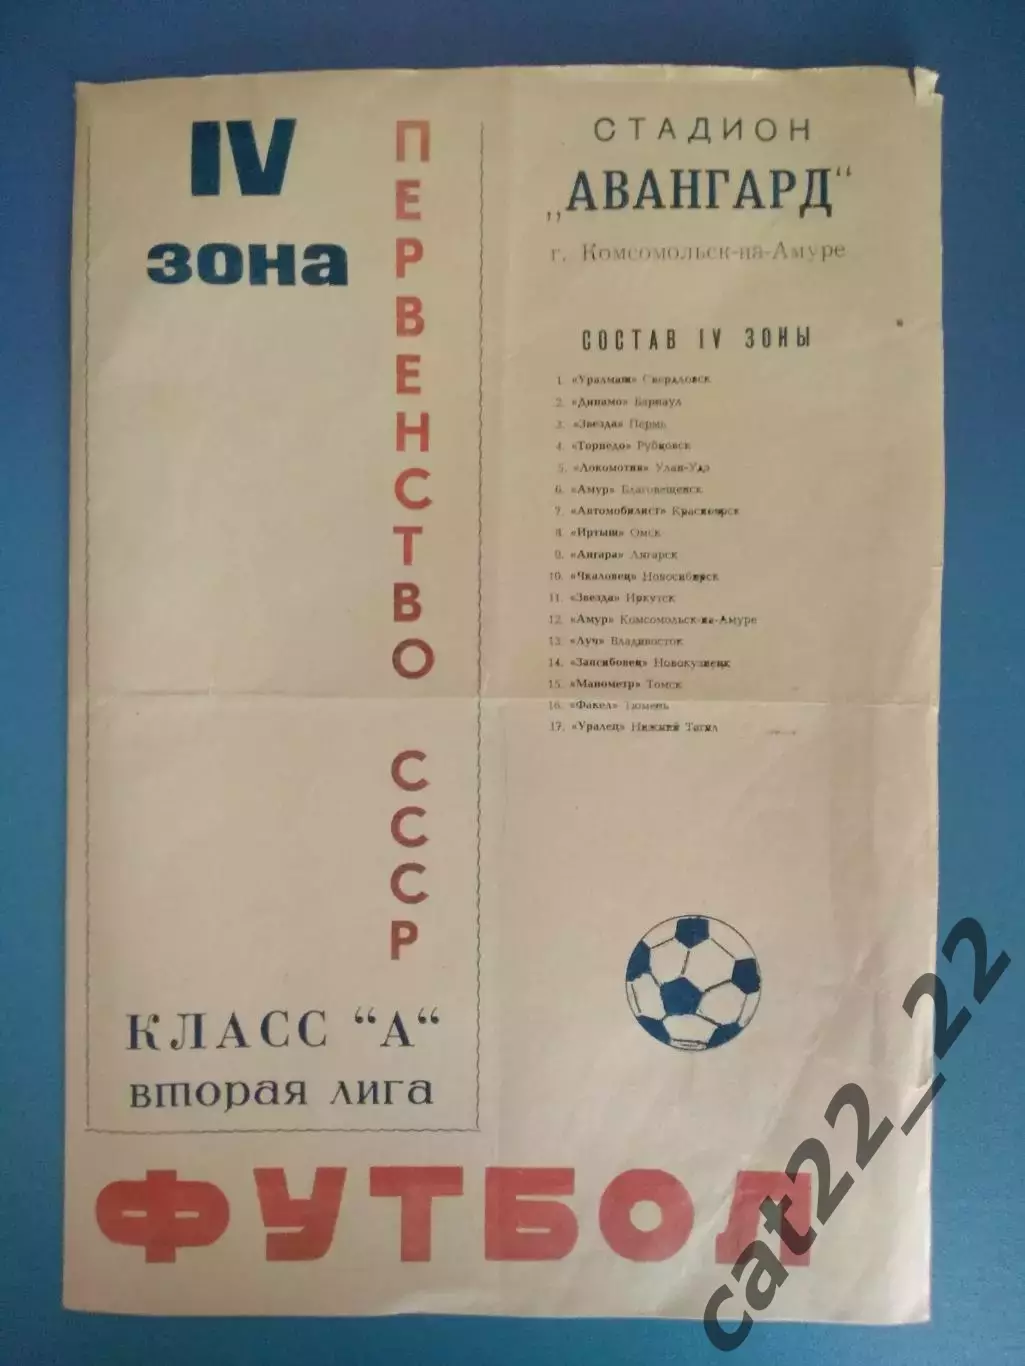 IV
зона
ПЕРВЕНСТВО СССР
КЛАСС "А"
вторая лига
СТАДИОН
„АВАНГАРД“
г. Комсомольск-на-Амуре
СОСТАВ IV ЗОНЫ
1. «Уралмаш» Свердловск
2. «Динамо» Барнаул
3. «Звезда» Пермь
4. «Торпедо» Рубцовск
5. «Локомотив» Улан-Удэ
6. «Амур» Благовещенск
7. «Автомобилист» Красноярск
8. «Иртыш» Омск
9. «Ангара» Ангарск
10. «Чкаловец» Новосибирск
11. «Звезда» Иркутск
12. «Амур» Комсомольск-на-Амуре
13. «Луч» Владивосток
14. «Запсибовец» Новокузнецк
15. «Манометр» Томск
16. «Факел» Тюмень
17. «Уралец» Нижний Тагил
ФУТБОЛ
cat22_22